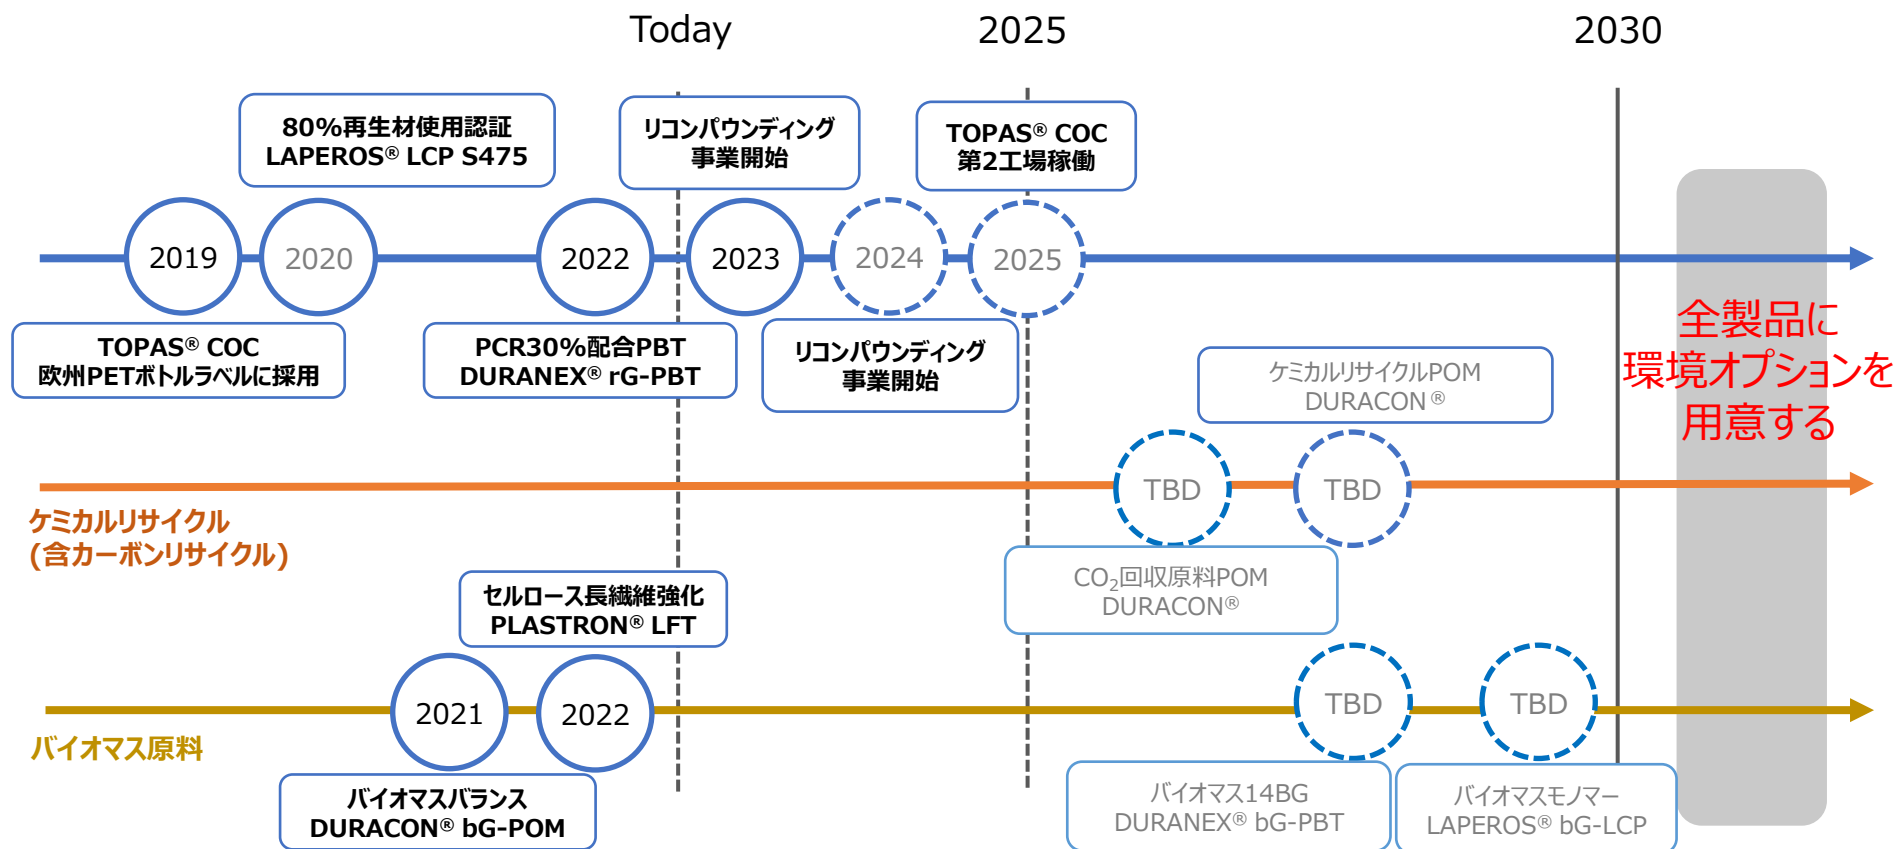 Today
2025
2030
80%再生材使用認証
LAPEROS® LCP S475
リコンパウンディング
事業開始
TOPAS® COC
第2工場稼働
2019
2020
2022
2023
2024
2025
TOPAS® COC
欧州PETボトルラベルに採用
PCR30%配合PBT
DURANEX® rG-PBT
リコンパウンディング
事業開始
全製品に
環境オプションを
用意する
ケミカルリサイクルPOM
DURACON®
TBD
TBD
ケミカルリサイクル
(含カーボンリサイクル)
CO₂回収原料POM
DURACON®
セルロース長繊維強化
PLASTRON® LFT
2021
2022
TBD
TBD
バイオマス原料
バイオマスバランス
DURACON® bG-POM
バイオマス14BG
DURANEX® bG-PBT
バイオマスモノマー
LAPEROS® bG-LCP